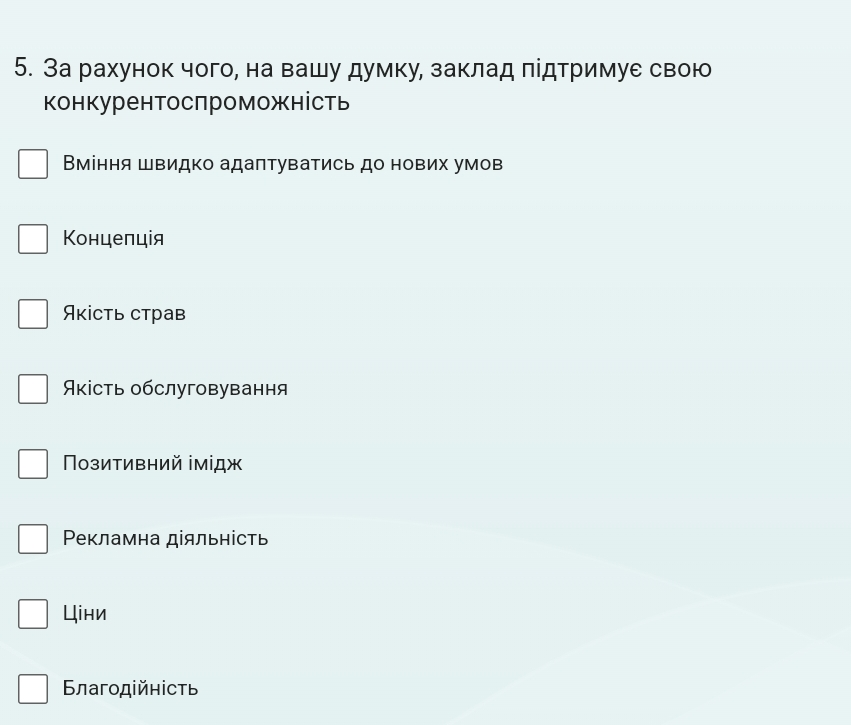 5. За рахунок чого, на вашу думку, заклад підтримує свою
конкурентоспроможність
Вміння швидко адаптуватись до нових умов
Концепція
Якість страв
Якість обслуговування
Позитивний імідж
Рекламна діяльність
Ціни
Благодійність